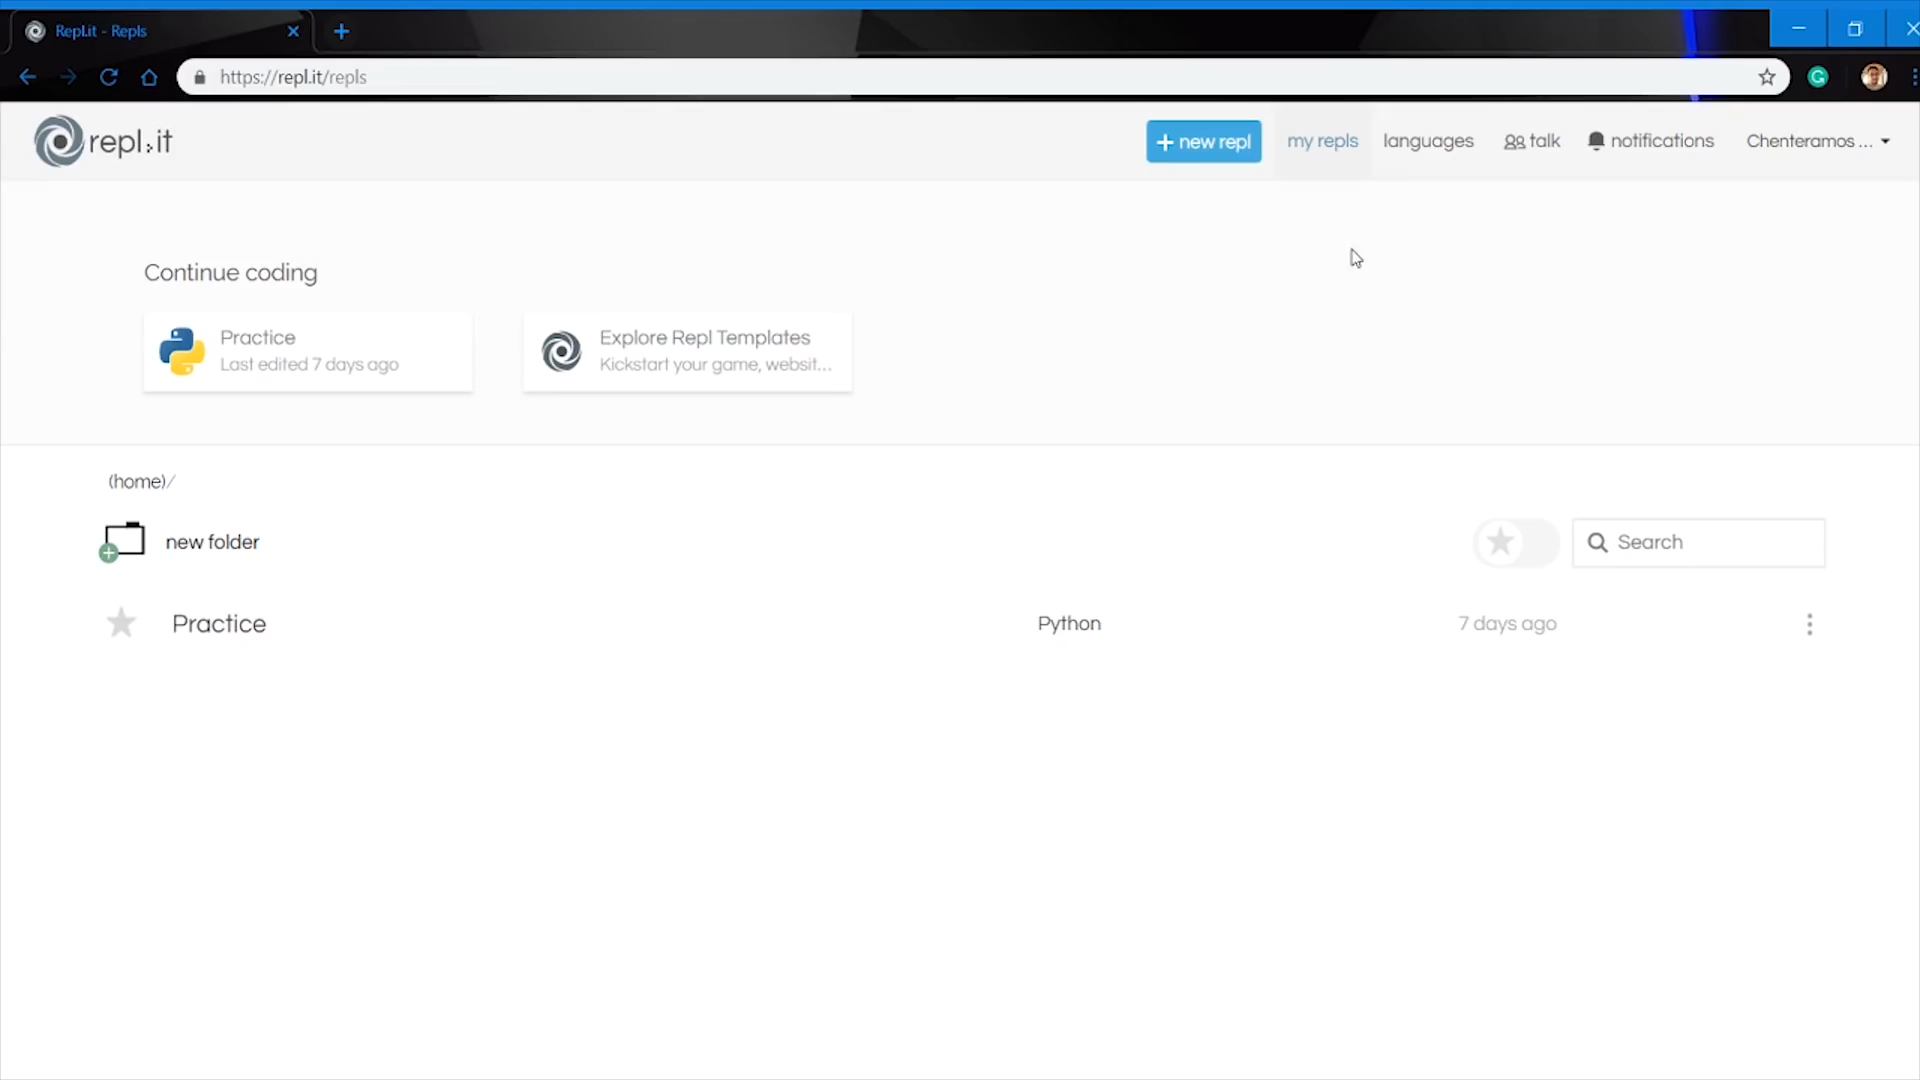 Repl.it - Repls
https://repl.it/repls
repl.it
+ new repl
my repls
languages
talk
notifications
Chenteramos ...
Continue coding
Practice
Last edited 7 days ago
Explore Repl Templates
Kickstart your game, websit...
(home)/
new folder
Search
Practice
Python
7 days ago